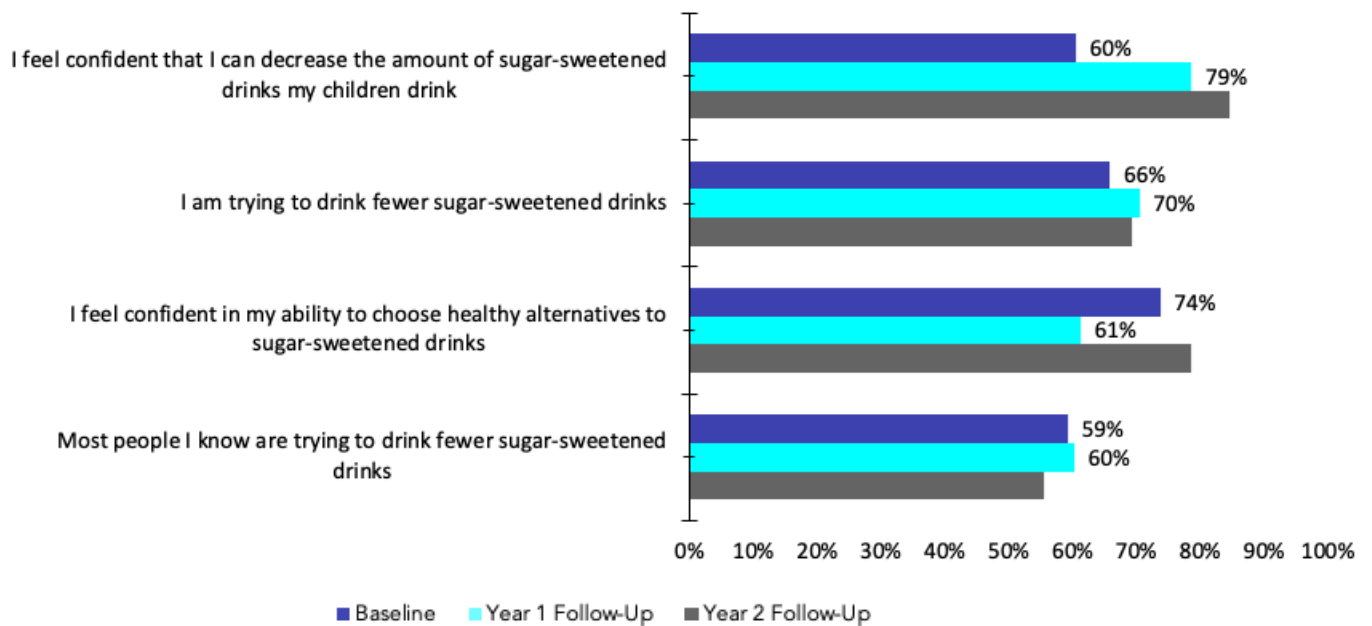 I feel confident that I can decrease the amount of sugar-sweetened
drinks my children drink
60%
79%
I am trying to drink fewer sugar-sweetened drinks
66%
70%
I feel confident in my ability to choose healthy alternatives to
sugar-sweetened drinks
74%
61%
Most people I know are trying to drink fewer sugar-sweetened
drinks
59%
60%
0% 10% 20% 30% 40% 50% 60% 70% 80% 90% 100%
Baseline Year 1 Follow-Up Year 2 Follow-Up